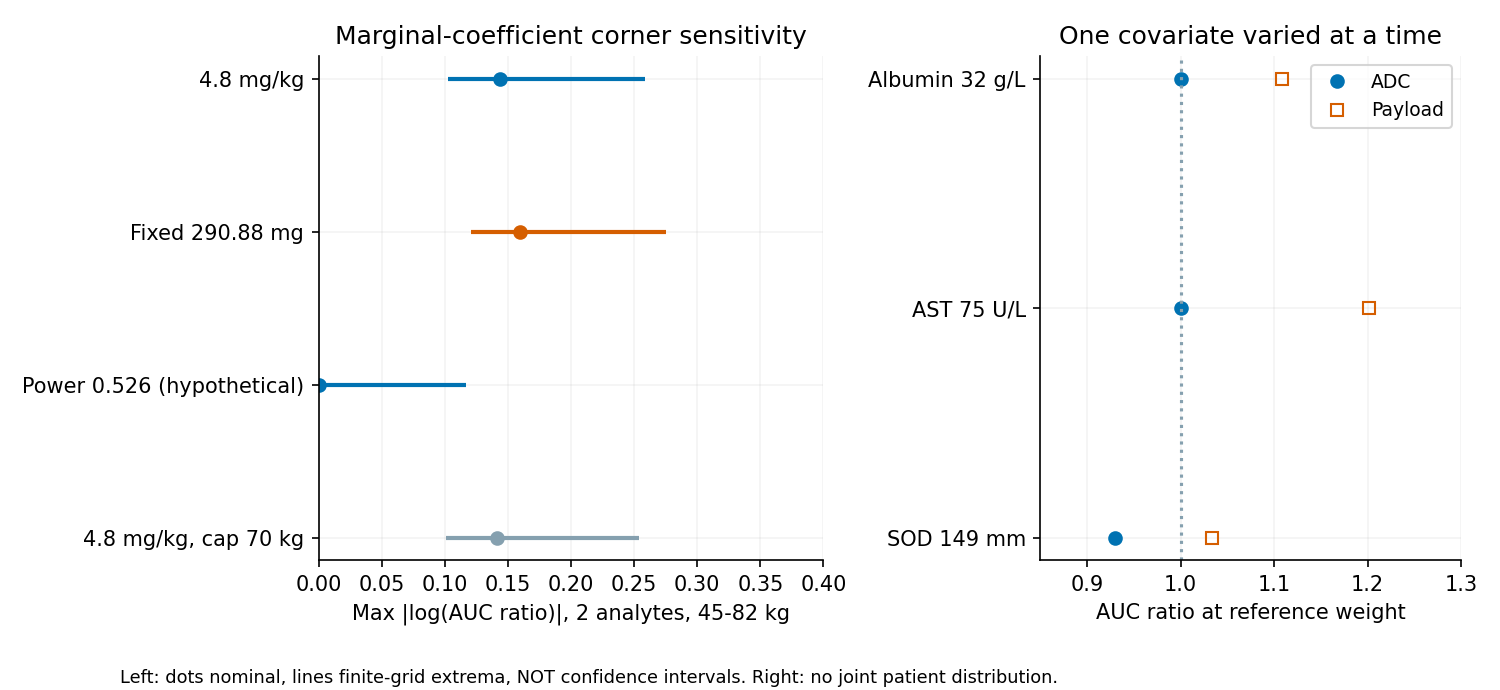 Marginal-coefficient corner sensitivity
4.8 mg/kg
Fixed 290.88 mg
Power 0.526 (hypothetical)
4.8 mg/kg, cap 70 kg
0.00 0.05 0.10 0.15 0.20 0.25 0.30 0.35 0.40
Max |log(AUC ratio)|, 2 analytes, 45-82 kg
One covariate varied at a time
Albumin 32 g/L
AST 75 U/L
SOD 149 mm
ADC
Payload
0.9 1.0 1.1 1.2 1.3
AUC ratio at reference weight
Left: dots nominal, lines finite-grid extrema, NOT confidence intervals. Right: no joint patient distribution.